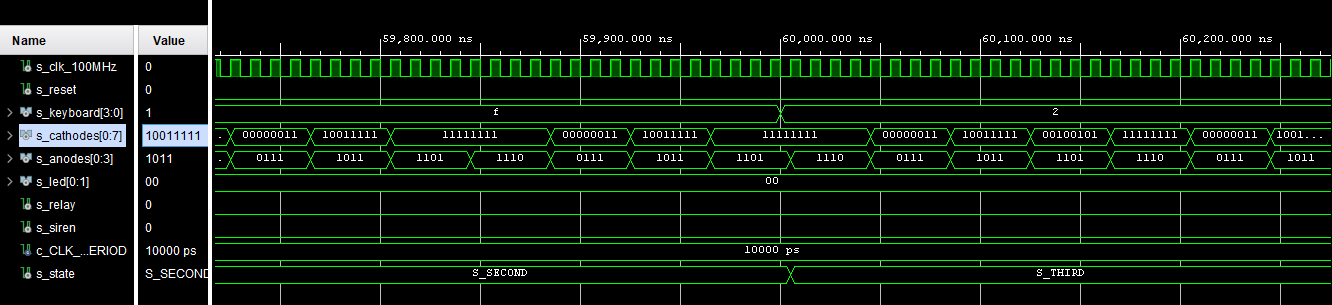 Name Value
59,800.000 ns 59,900.000 ns 60,000.000 ns 60,100.000 ns 60,200.000 ns
s_clk_100MHz 0
s_reset 0
s_keyboard[3:0] 1 f 2
s_cathodes[0:7] 10011111 . 00000011 10011111 11111111 00000011 10011111 11111111 00000011 10011111 00100101 11111111 00000011 1001...
s_anodes[0:3] 1011 . 0111 1011 1101 1110 0111 1011 1101 1110 0111 1011 1101 1110 0111 1011
s_led[0:1] 00 00
s_relay 0
s_siren 0
c_CLK_...ERIOD 10000 ps 10000 ps
s_state S_SECOND S_SECOND S_THIRD